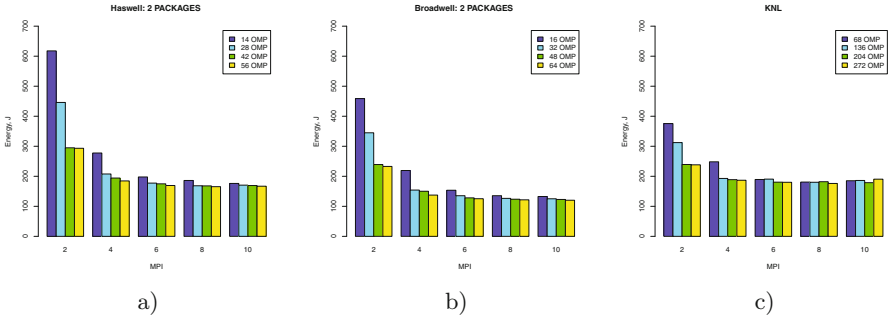 Haswell: 2 PACKAGES
700
600
500
400
300
200
100
0
Energy, J
14 OMP
28 OMP
42 OMP
56 OMP
2 4 6 8 10
MPI
a)
Broadwell: 2 PACKAGES
700
600
500
400
300
200
100
0
Energy, J
16 OMP
32 OMP
48 OMP
64 OMP
2 4 6 8 10
MPI
b)
KNL
700
600
500
400
300
200
100
0
Energy, J
68 OMP
136 OMP
204 OMP
272 OMP
2 4 6 8 10
MPI
c)